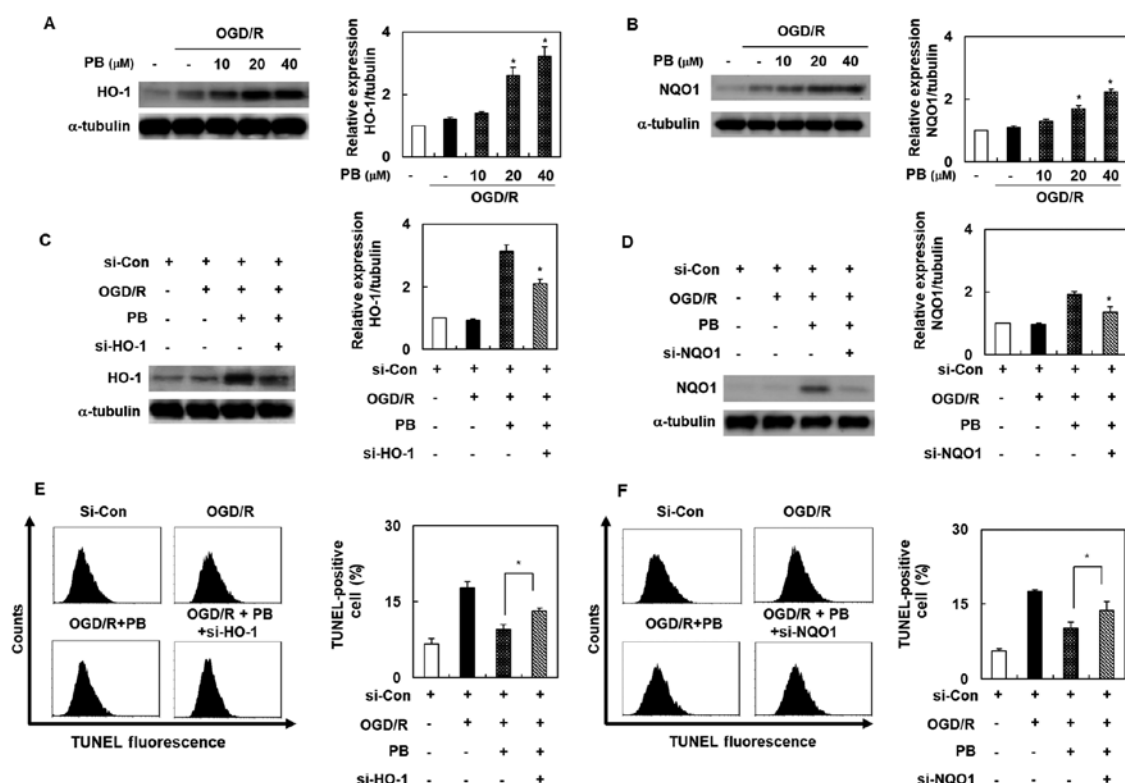 A
OGD/R
PB (μM) - - 10 20 40
HO-1
α-tubulin
Relative expression
HO-1/tubulin
4
2
0
* *
PB (μM) - - 10 20 40
OGD/R
B
OGD/R
PB (μM) - - 10 20 40
NQO1
α-tubulin
Relative expression
NQO1/tubulin
4
2
0
* *
PB (μM) - - 10 20 40
OGD/R
C
si-Con + + + +
OGD/R - + + +
PB - - + +
si-HO-1 - - - +
HO-1
α-tubulin
Relative expression
HO-1/tubulin
4
2
0
*
si-Con + + + +
OGD/R - + + +
PB - - + +
si-HO-1 - - - +
D
si-Con + + + +
OGD/R - + + +
PB - - + +
si-NQO1 - - - +
NQO1
α-tubulin
Relative expression
NQO1/tubulin
4
2
0
*
si-Con + + + +
OGD/R - + + +
PB - - + +
si-NQO1 - - - +
E
Si-Con OGD/R
OGD/R+PB OGD/R + PB
+si-HO-1
Counts
TUNEL fluorescence
TUNEL-positive
cell (%)
30
15
0
*
si-Con + + + +
OGD/R - + + +
PB - - + +
si-HO-1 - - - +
F
Si-Con OGD/R
OGD/R+PB OGD/R + PB
+si-NQO1
Counts
TUNEL fluorescence
TUNEL-positive
cell (%)
30
15
0
*
si-Con + + + +
OGD/R - + + +
PB - - + +
si-NQO1 - - - +